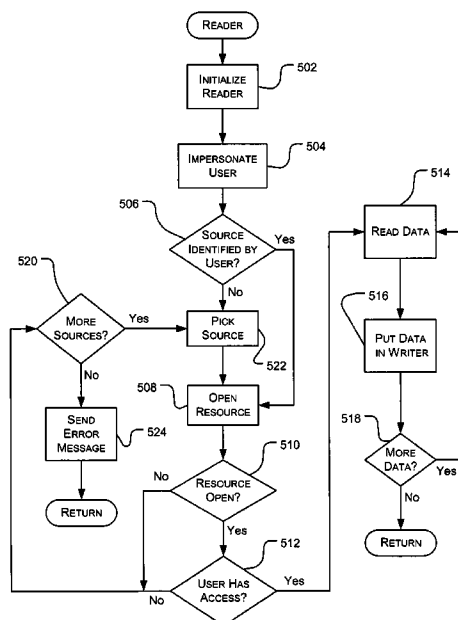 READER
502
INITIALIZE
READER
504
IMPERSONATE
USER
506
SOURCE
IDENTIFIED BY
USER?
Yes
No
520
MORE
SOURCES?
Yes
No
PICK
SOURCE
522
508
OPEN
RESOURCE
SEND
ERROR
MESSAGE
524
RETURN
510
RESOURCE
OPEN?
No
Yes
512
USER HAS
ACCESS?
No
Yes
514
READ DATA
516
PUT DATA
IN WRITER
518
MORE
DATA?
Yes
No
RETURN